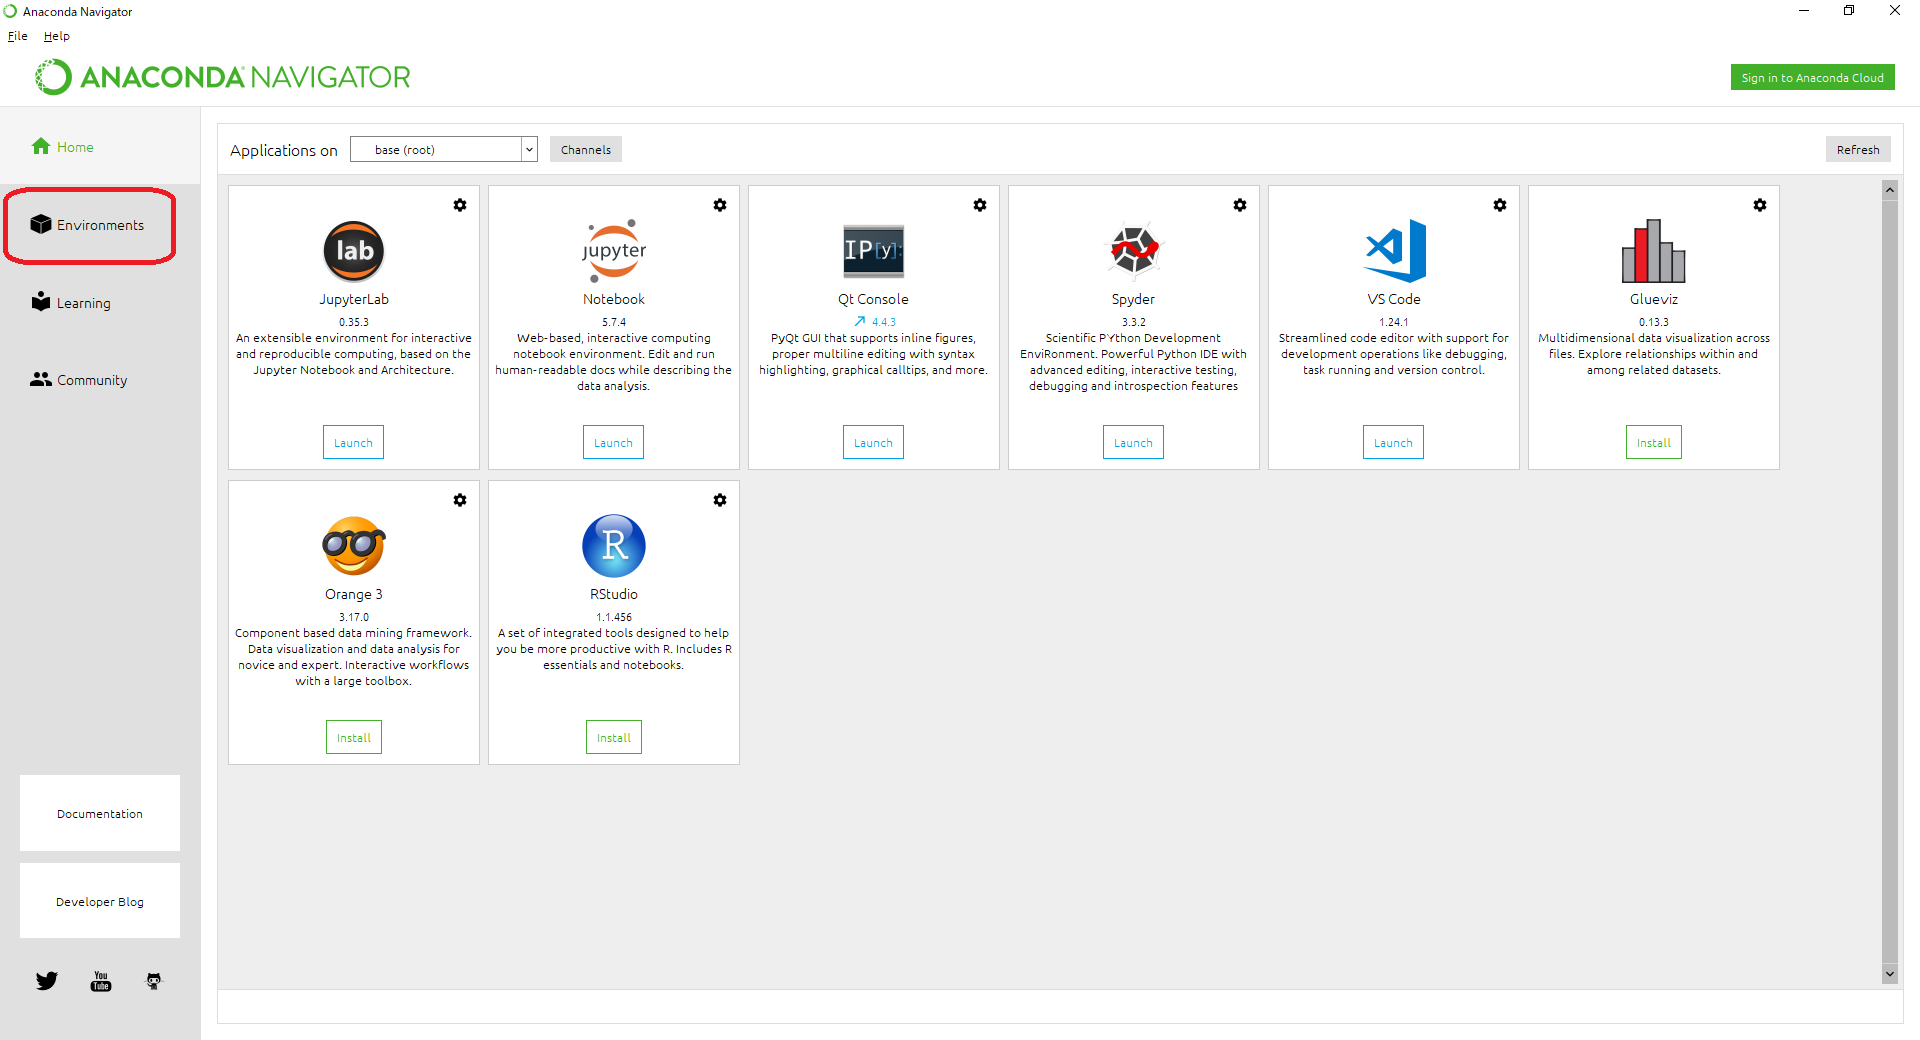 Anaconda Navigator
File Help
ANACONDA NAVIGATOR
Sign in to Anaconda Cloud
Home
Environments
Learning
Community
Documentation
Developer Blog
You
Tube
Applications on
base (root)
Channels
Refresh
lab
JupyterLab
0.35.3
An extensible environment for interactive
and reproducible computing, based on the
Jupyter Notebook and Architecture.
Launch
jupyter
Notebook
5.7.4
Web-based, interactive computing
notebook environment. Edit and run
human-readable docs while describing the
data analysis.
Launch
IP[y]:
Qt Console
4.4.3
PyQt GUI that supports inline figures,
proper multiline editing with syntax
highlighting, graphical calltips, and more.
Launch
Spyder
3.3.2
Scientific PYthon Development
EnviRonment. Powerful Python IDE with
advanced editing, interactive testing,
debugging and introspection features
Launch
VS Code
1.24.1
Streamlined code editor with support for
development operations like debugging,
task running and version control.
Launch
Glueviz
0.13.3
Multidimensional data visualization across
files. Explore relationships within and
among related datasets.
Install
Orange 3
3.17.0
Component based data mining framework.
Data visualization and data analysis for
novice and expert. Interactive workflows
with a large toolbox.
Install
R
RStudio
1.1.456
A set of integrated tools designed to help
you be more productive with R. Includes R
essentials and notebooks.
Install